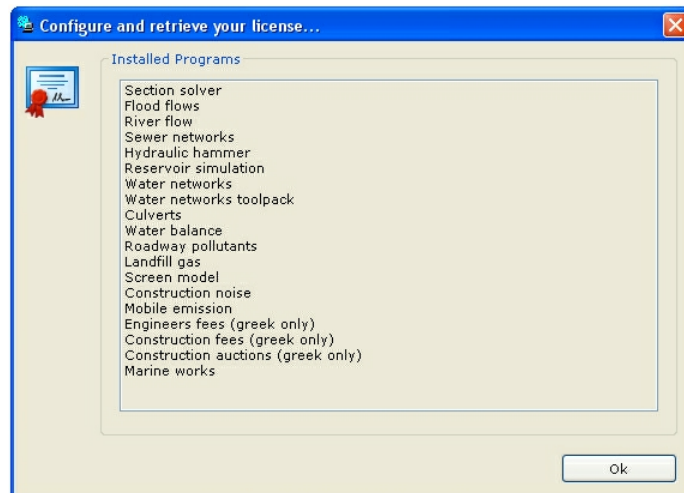 Configure and retrieve your license...
Installed Programs
Section solver
Flood flows
River flow
Sewer networks
Hydraulic hammer
Reservoir simulation
Water networks
Water networks toolpack
Culverts
Water balance
Roadway pollutants
Landfill gas
Screen model
Construction noise
Mobile emission
Engineers fees (greek only)
Construction fees (greek only)
Construction auctions (greek only)
Marine works
Ok